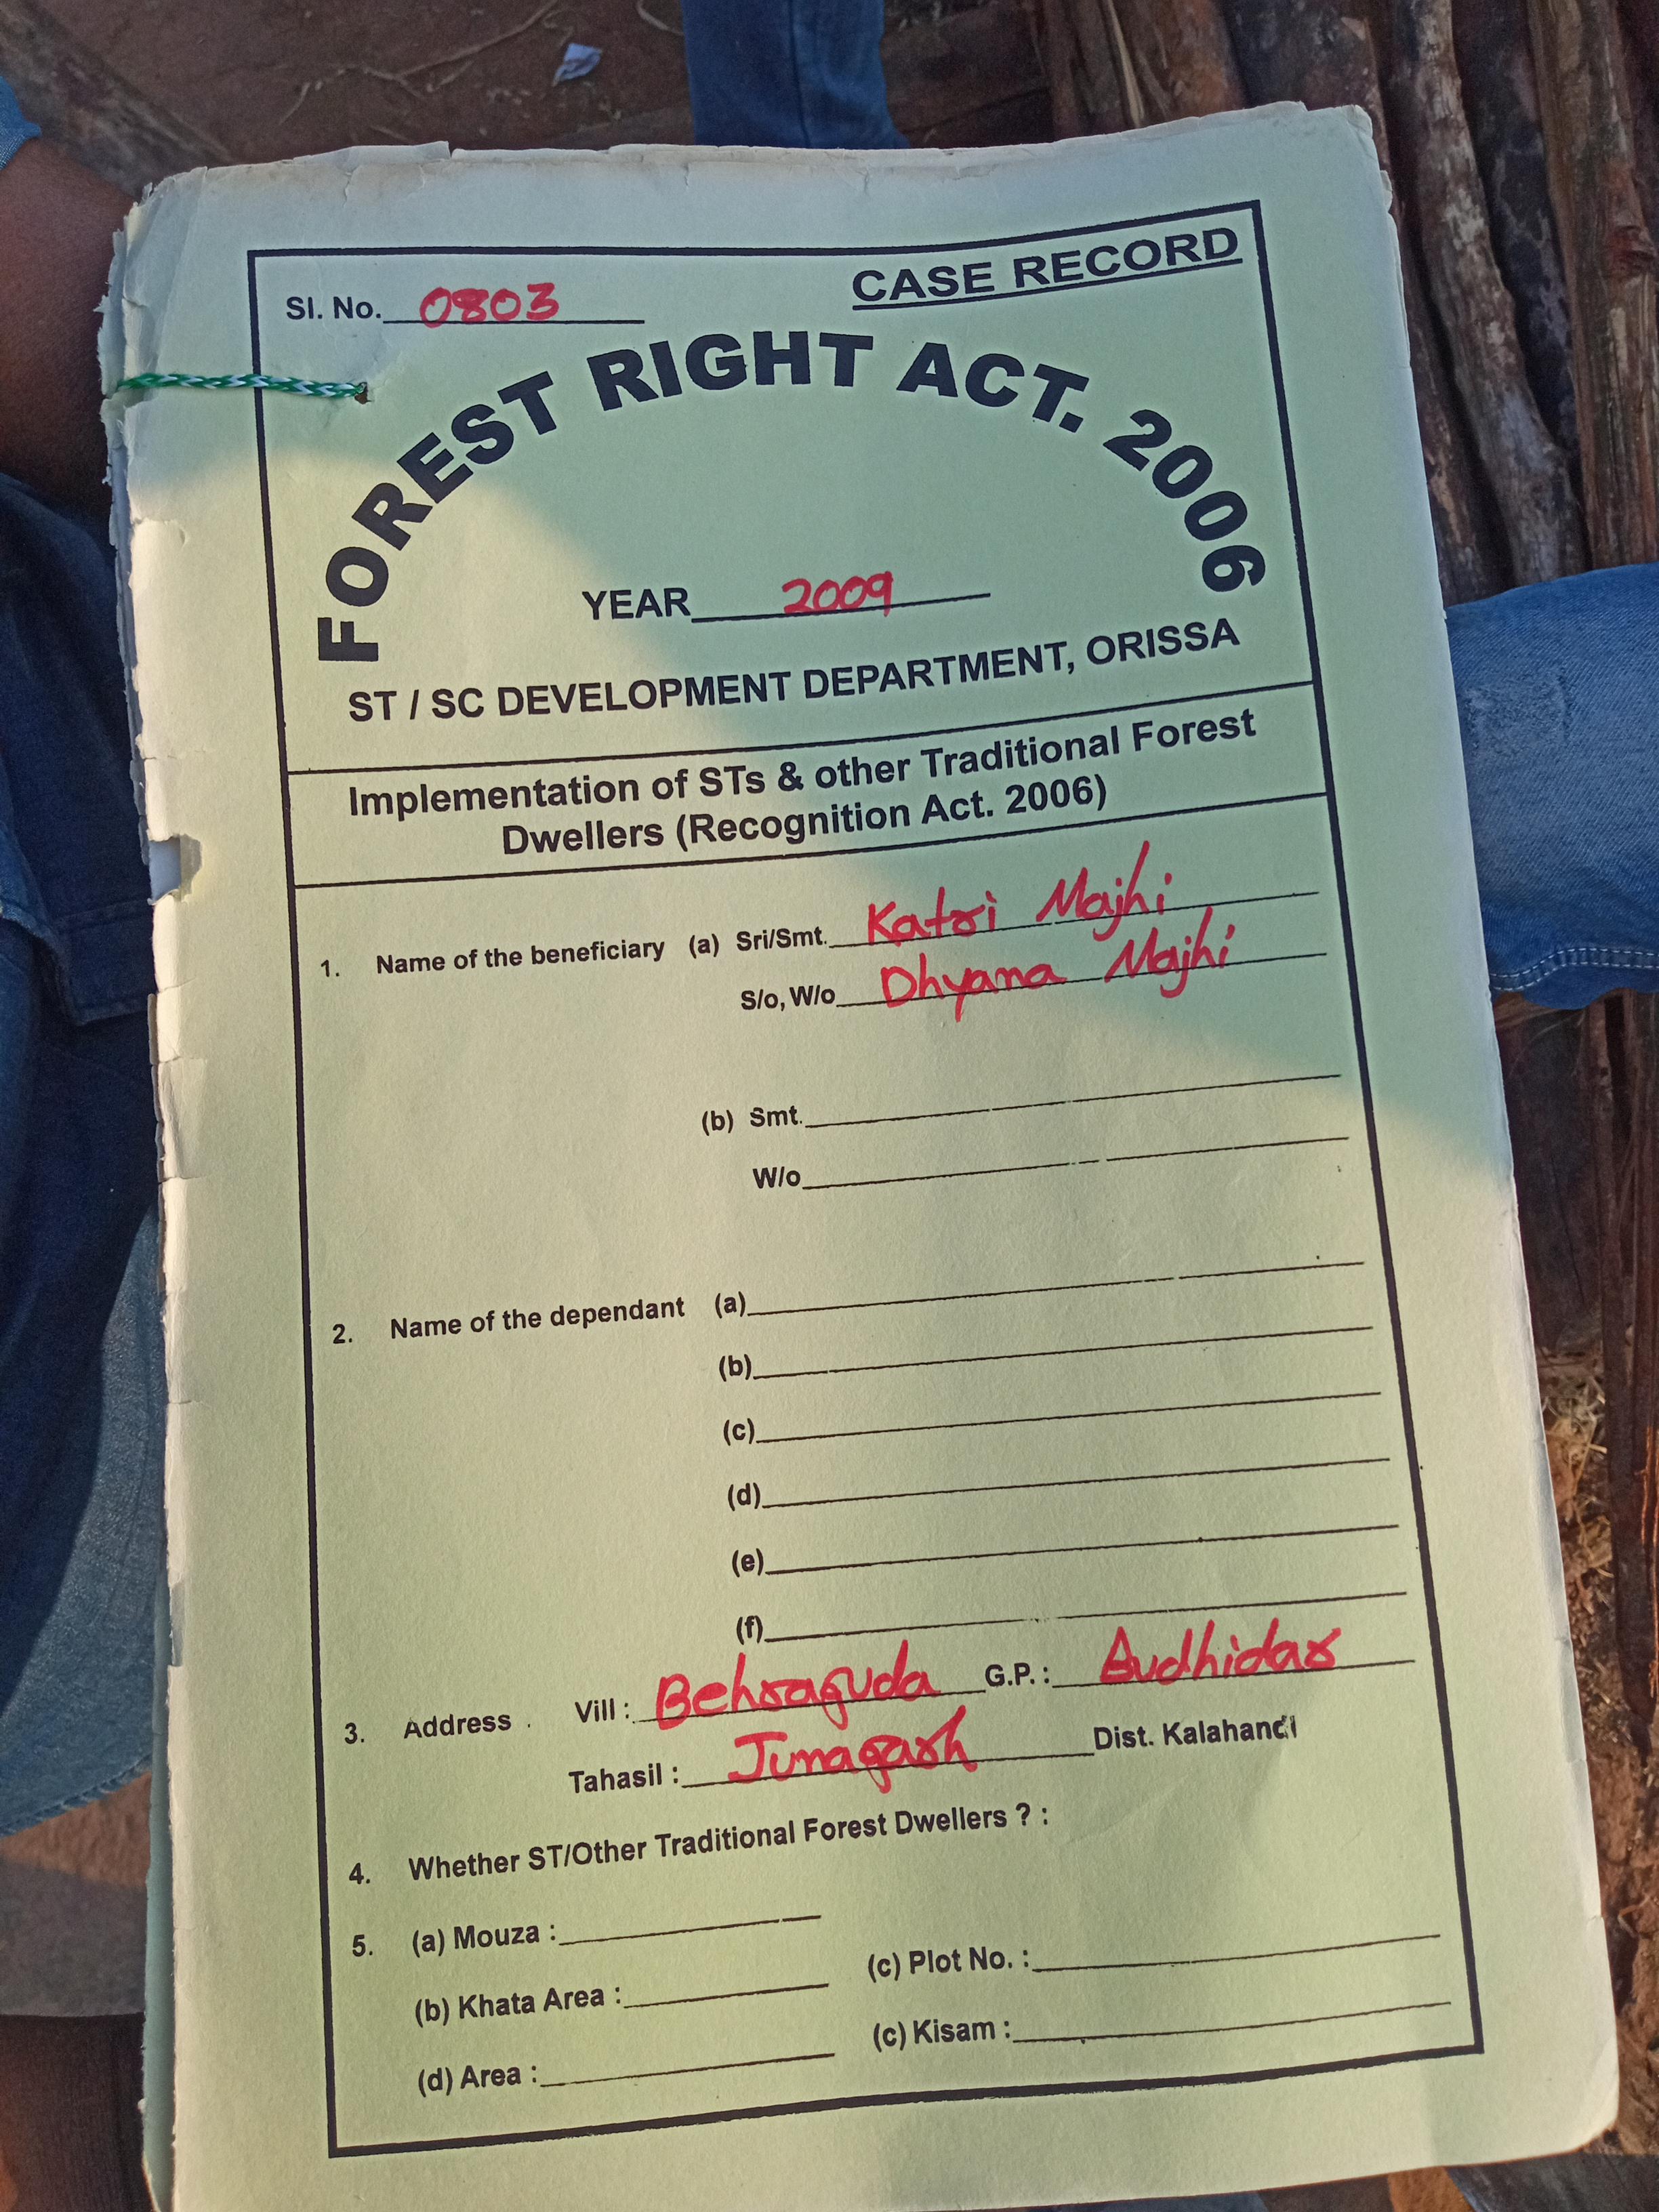 Sl. No. 0803
CASE RECORD
FOREST RIGHT ACT. 2006
YEAR 2009
ST / SC DEVELOPMENT DEPARTMENT, ORISSA
Implementation of STs & other Traditional Forest
Dwellers (Recognition Act. 2006)
1. Name of the beneficiary (a) Sri/Smt. Katri Majhi
S/o, W/o Dhyana Majhi
(b) Smt.
W/o
2. Name of the dependant (a)
(b)
(c)
(d)
(e)
(f)
3. Address . Vill : Behraguda G.P. : Budhidar
Tahasil : Junagarh Dist. Kalahandi
4. Whether ST/Other Traditional Forest Dwellers ? :
5. (a) Mouza :
(b) Khata Area : (c) Plot No. :
(d) Area : (c) Kisam :